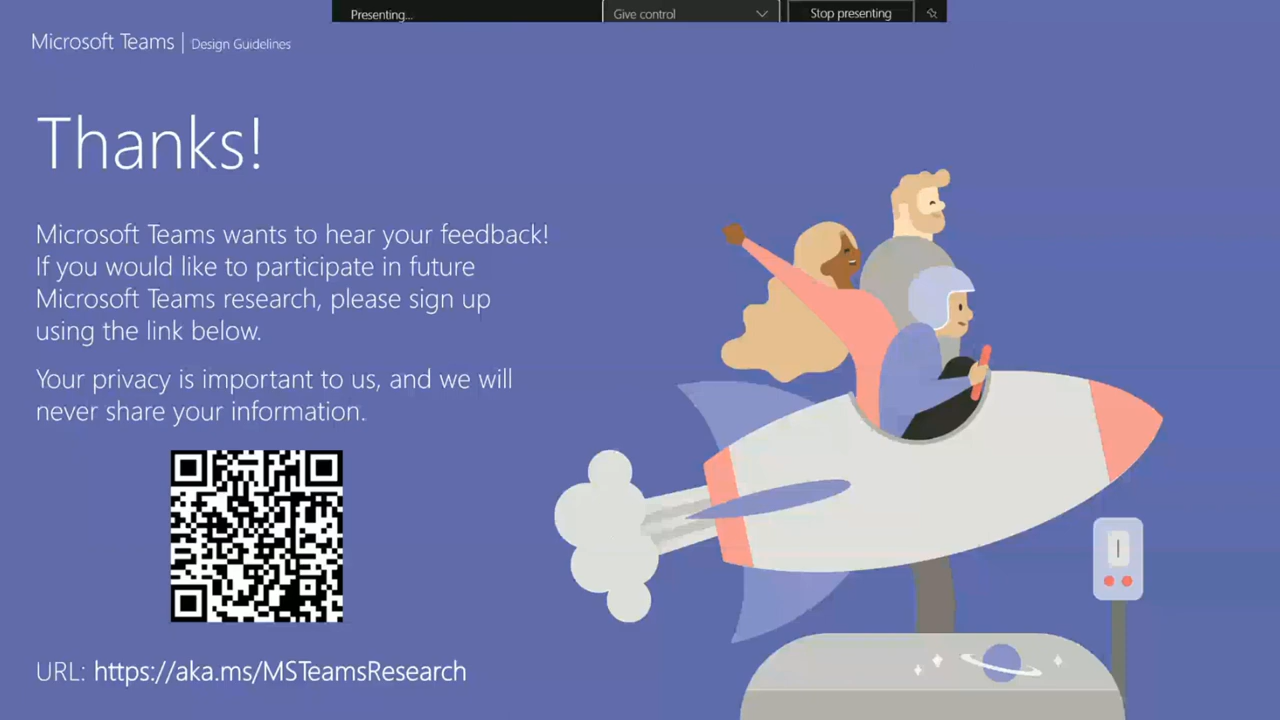 Presenting...
Give control
Stop presenting
Microsoft Teams | Design Guidelines
Thanks!
Microsoft Teams wants to hear your feedback!
If you would like to participate in future
Microsoft Teams research, please sign up
using the link below.
Your privacy is important to us, and we will
never share your information.
URL: https://aka.ms/MSTeamsResearch